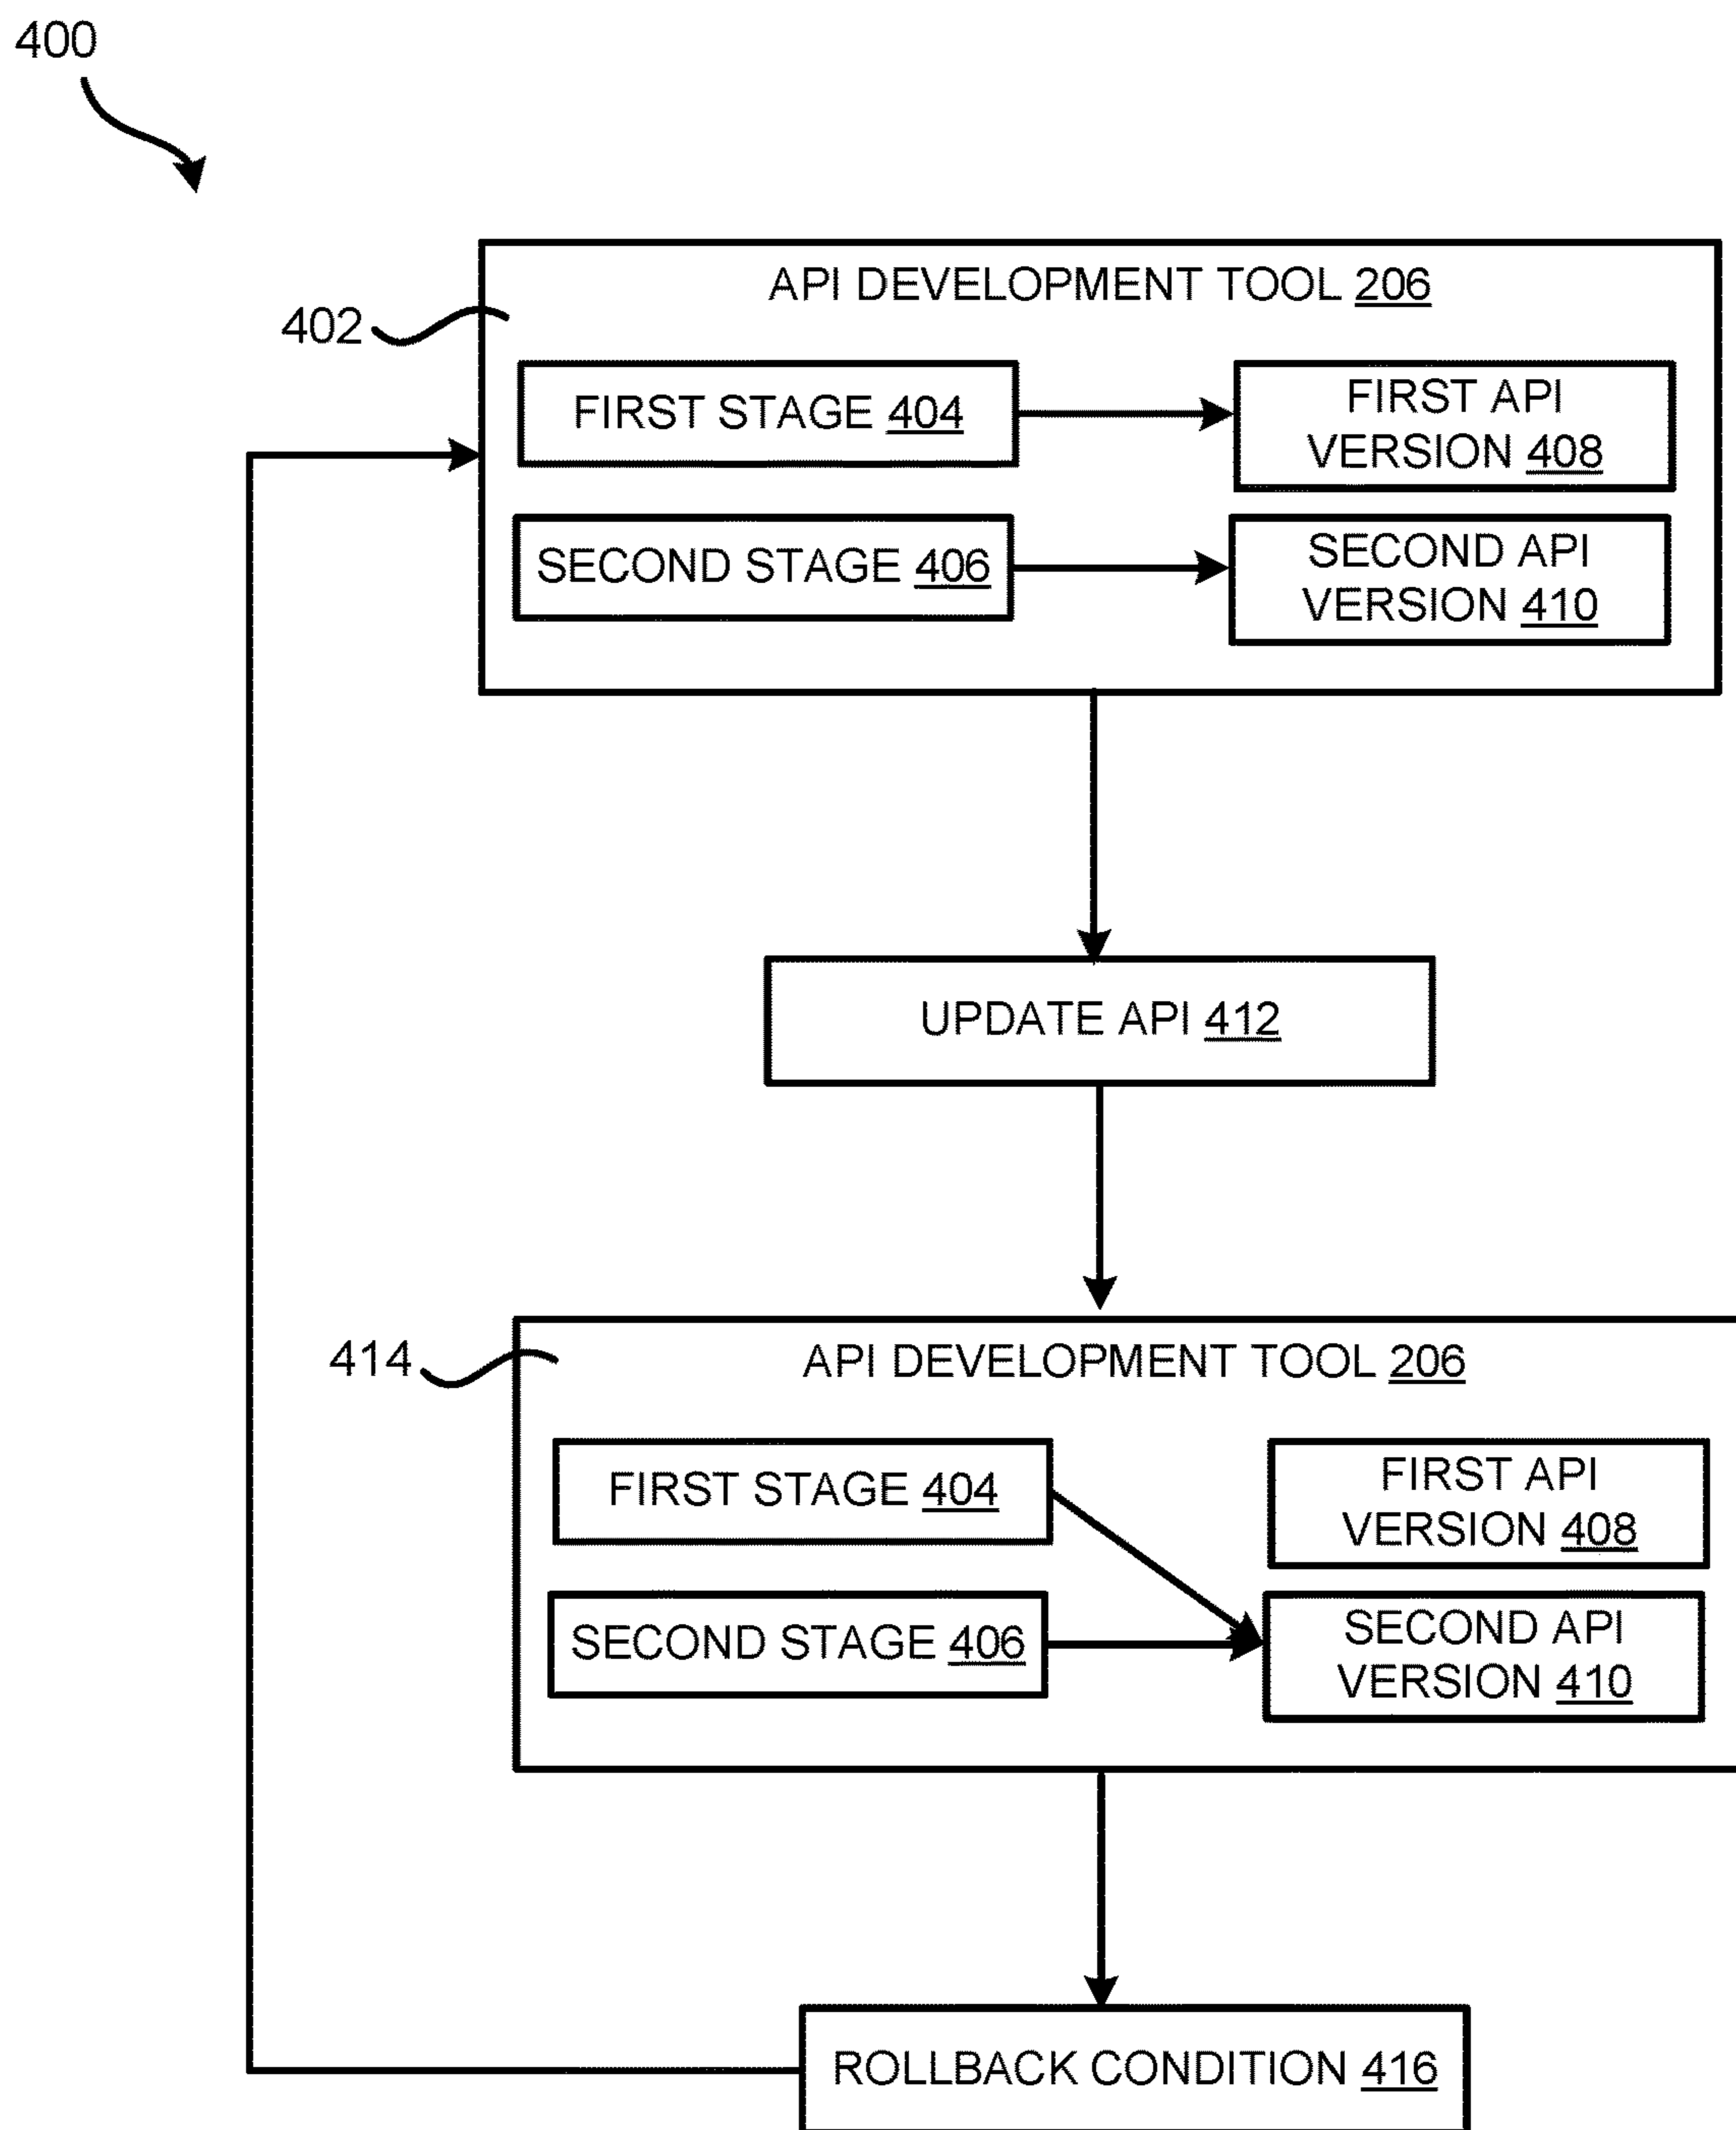 400
API DEVELOPMENT TOOL 206
402
FIRST STAGE 404
FIRST API
VERSION 408
SECOND STAGE 406
SECOND API
VERSION 410
UPDATE API 412
414
API DEVELOPMENT TOOL 206
FIRST STAGE 404
FIRST API
VERSION 408
SECOND STAGE 406
SECOND API
VERSION 410
ROLLBACK CONDITION 416